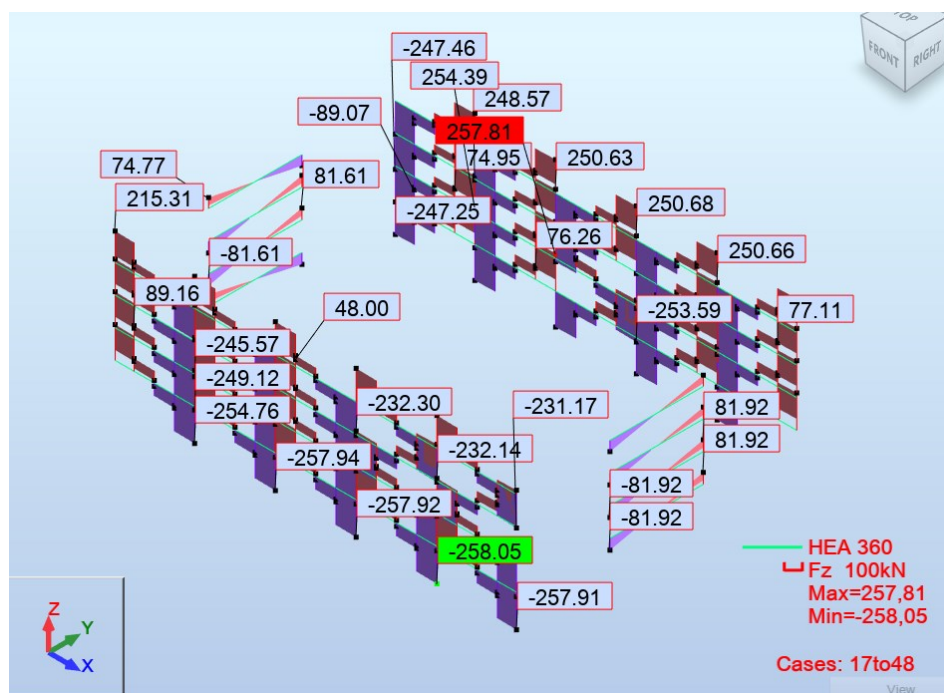 -247.46
254.39
248.57
TOP
FRONT
RIGHT
-89.07
257.81
74.95
250.63
74.77
81.61
215.31
-247.25
250.68
76.26
-81.61
250.66
89.16
48.00
-253.59
77.11
-245.57
-249.12
-254.76
-232.30
-231.17
81.92
-232.14
81.92
-257.94
-81.92
-257.92
-81.92
-258.05
-257.91
HEA 360
Fz 100kN
Max=257,81
Min=-258,05
Cases: 17to48
View
Z
Y
X